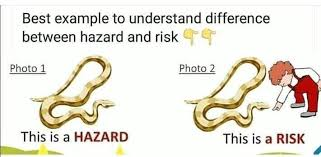 Best example to understand difference
between hazard and risk 👇👇
Photo 1
Photo 2
This is a HAZARD
This is a RISK